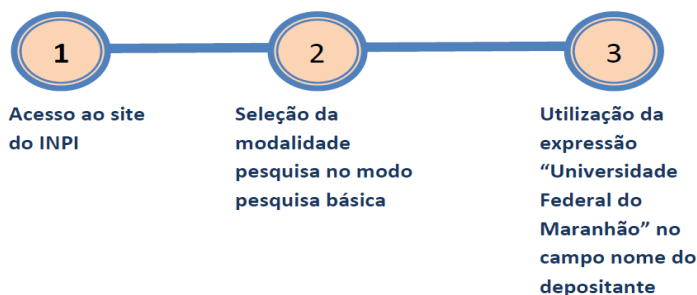 1
2
3
Acesso ao site
do INPI
Seleção da
modalidade
pesquisa no modo
pesquisa básica
Utilização da
expressão
“Universidade
Federal do
Maranhão” no
campo nome do
depositante